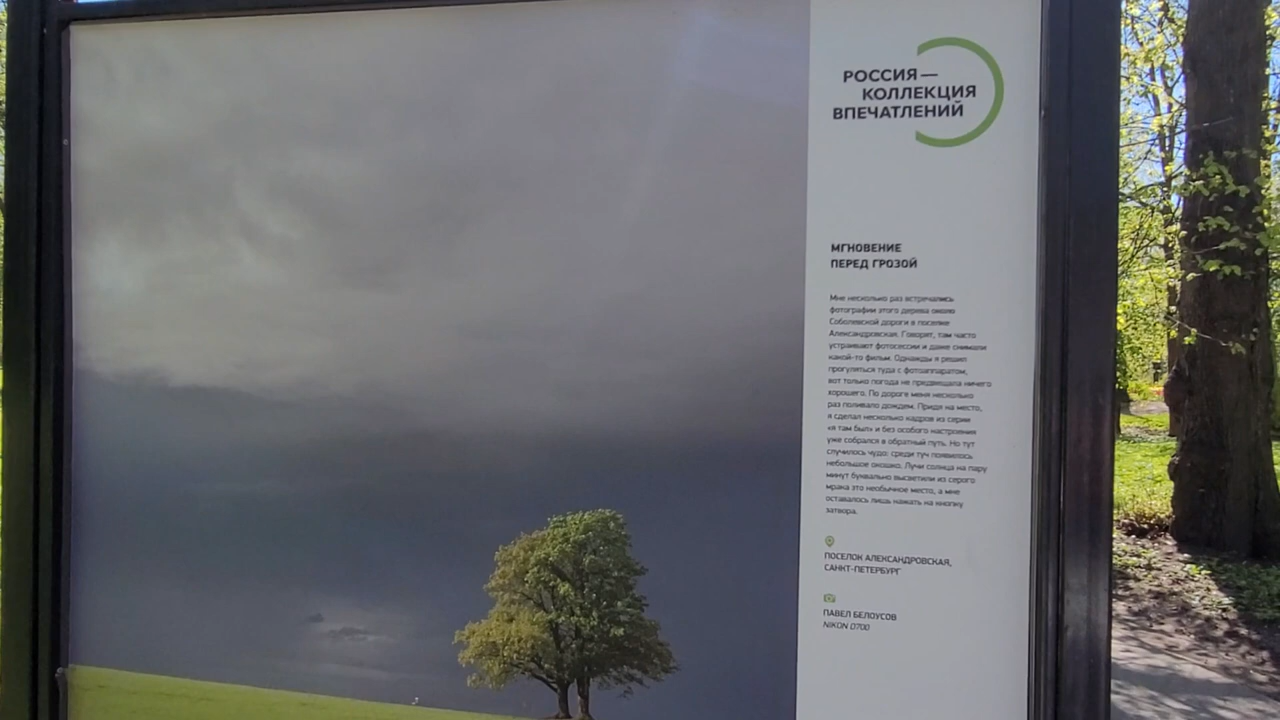 РОССИЯ—
КОЛЛЕКЦИЯ
ВПЕЧАТЛЕНИЙ
МГНОВЕНИЕ
ПЕРЕД ГРОЗОЙ
Мне несколько раз встречались
фотографии этого дерева около
Соболевской дороги в поселке
Александровская. Говорят, там часто
устраивают фотосессии и даже снимали
какой-то фильм. Однажды я решил
прогуляться туда с фотоаппаратом,
вот только погода не предвещала ничего
хорошего. По дороге меня несколько
раз поливало дождем. Придя на место,
я сделал несколько кадров из серии
«я там был» и без особого настроения
уже собрался в обратный путь. Но тут
случилось чудо: среди туч появилось
небольшое окошко. Лучи солнца на пару
минут буквально высветили из серого
мрака это необычное место, а мне
оставалось лишь нажать на кнопку
затвора.
ПОСЕЛОК АЛЕКСАНДРОВСКАЯ,
САНКТ-ПЕТЕРБУРГ
ПАВЕЛ БЕЛОУСОВ
NIKON D700